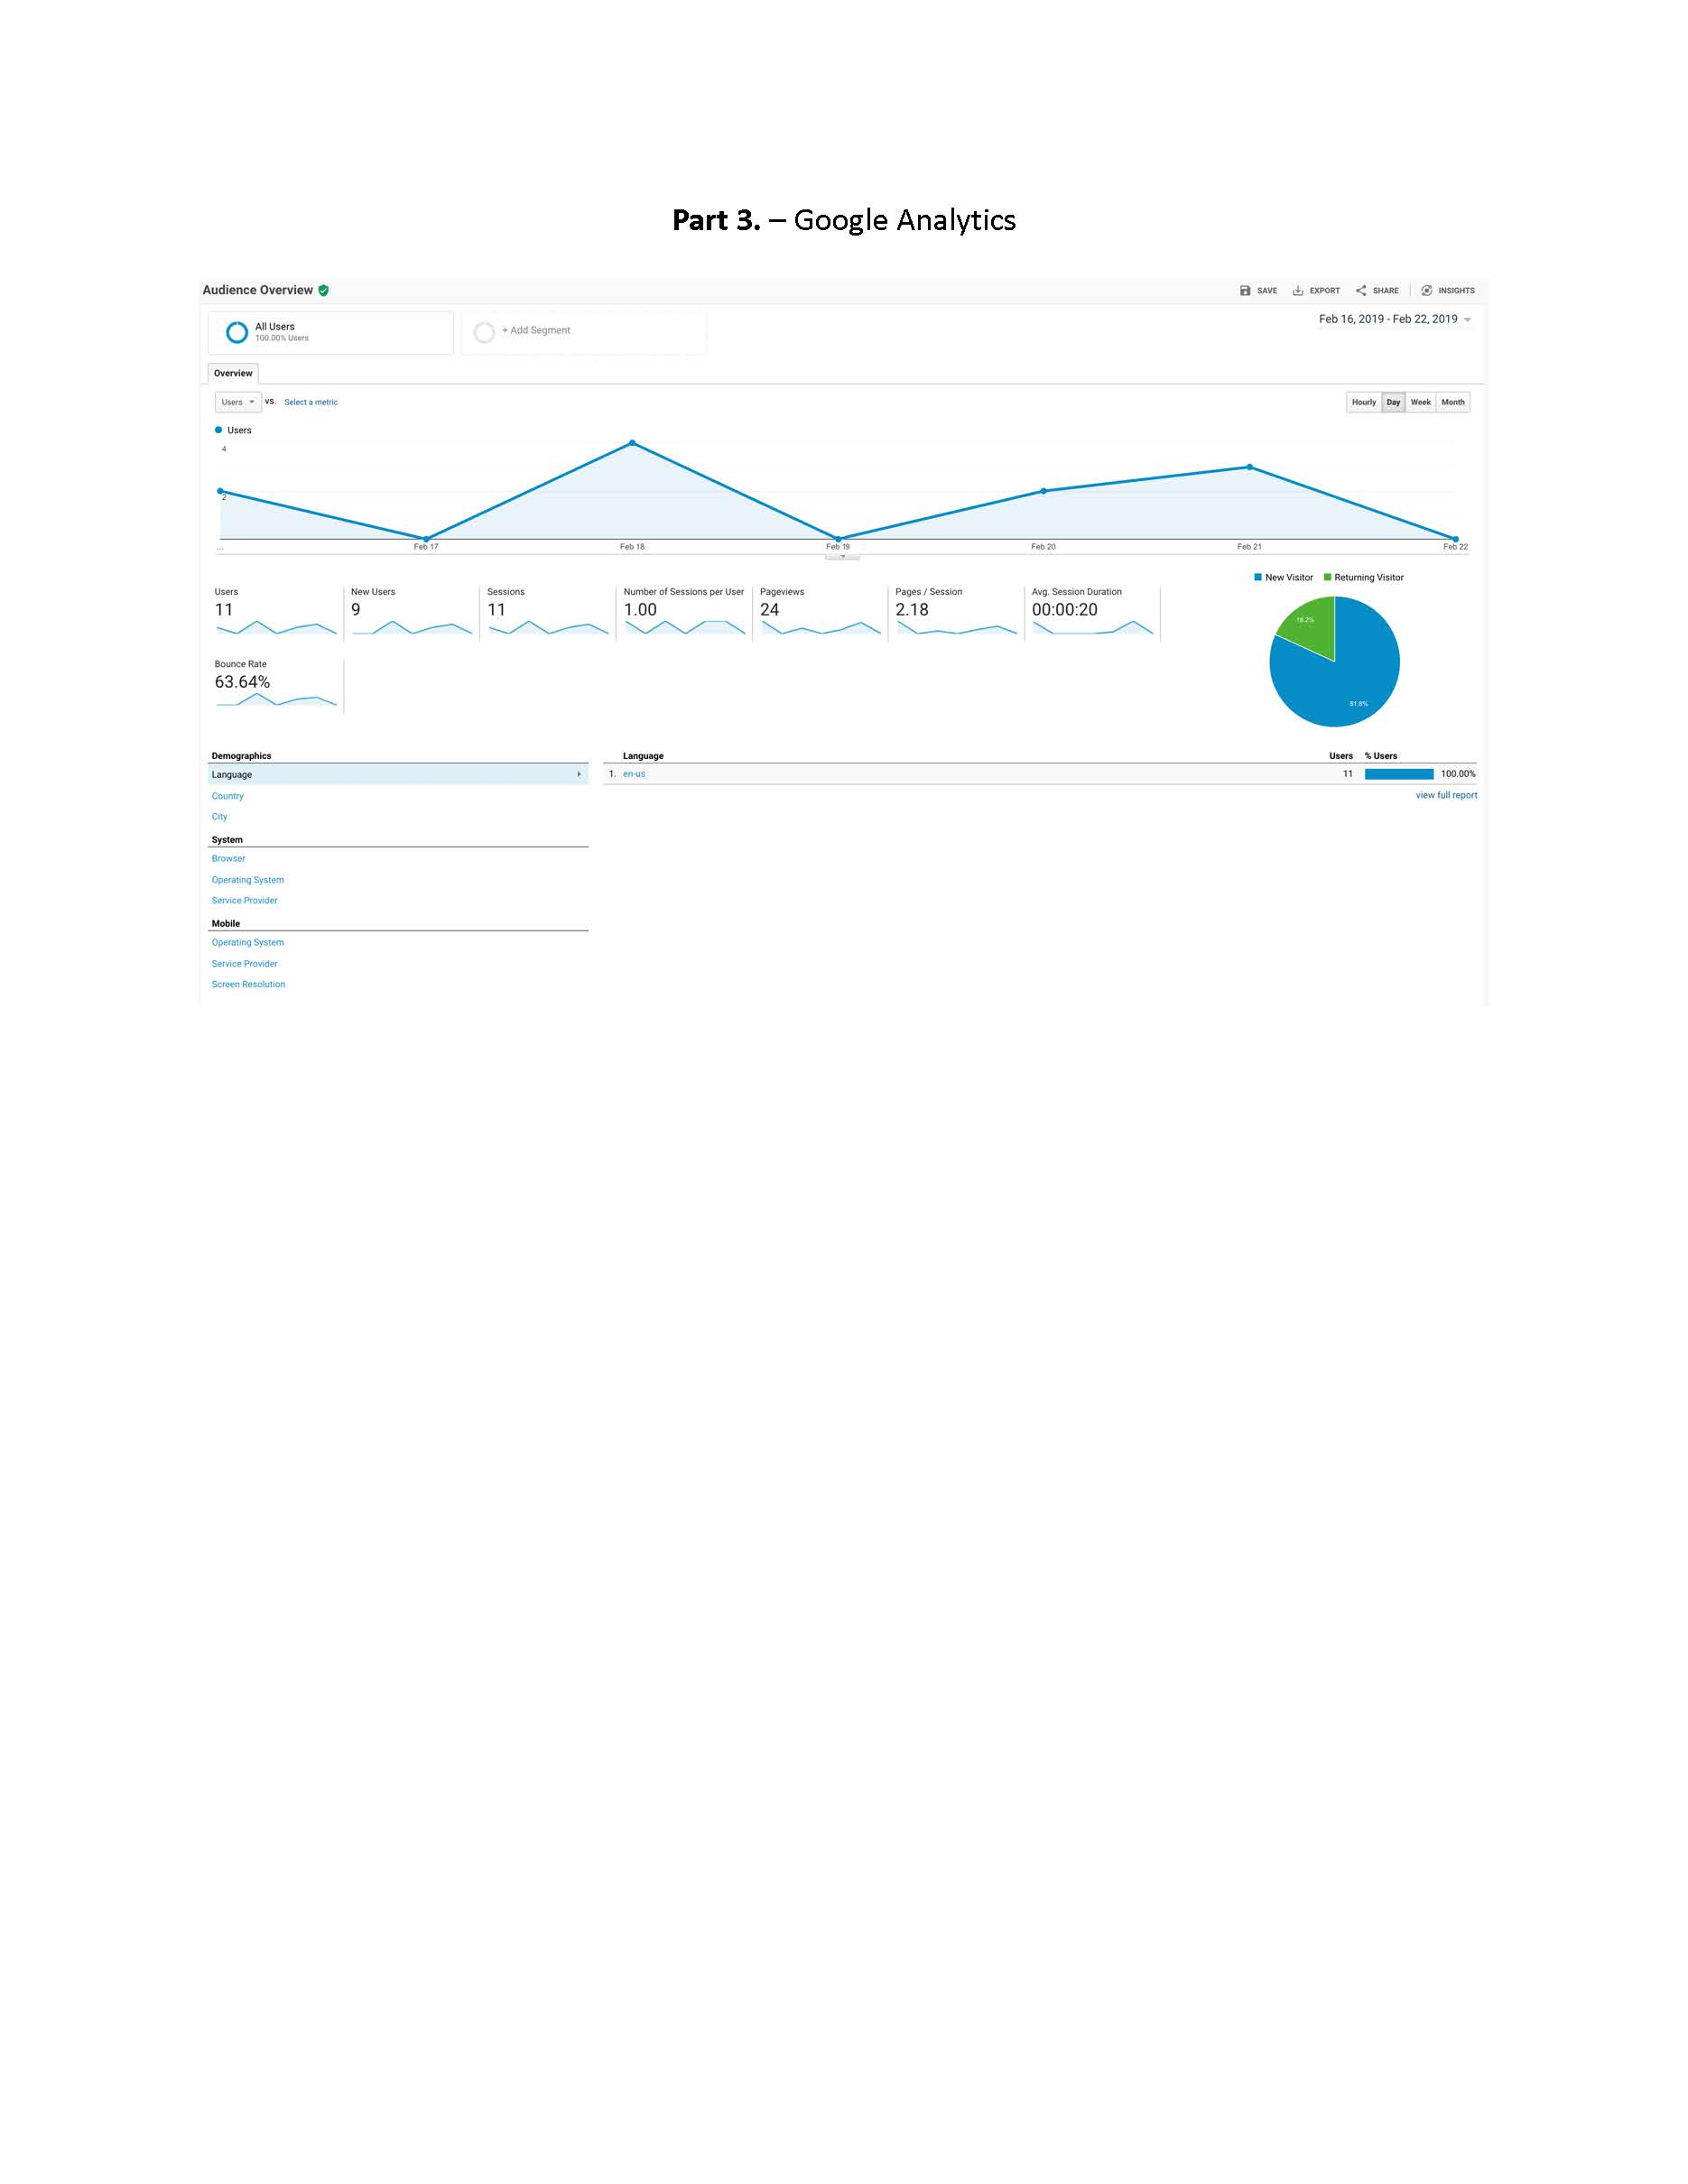 Part 3. – Google Analytics
Audience Overview
SAVE EXPORT SHARE INSIGHTS
All Users
100.00% Users
+ Add Segment
Feb 16, 2019 - Feb 22, 2019
Overview
Users VS. Select a metric
Hourly Day Week Month
Users
4
2
... Feb 17 Feb 18 Feb 19 Feb 20 Feb 21 Feb 22
New Visitor Returning Visitor
Users
11
New Users
9
Sessions
11
Number of Sessions per User
1.00
Pageviews
24
Pages / Session
2.18
Avg. Session Duration
00:00:20
Bounce Rate
63.64%
18.2%
81.8%
Demographics
Language
Country
City
System
Browser
Operating System
Service Provider
Mobile
Operating System
Service Provider
Screen Resolution
Language Users % Users
1. en-us 11 100.00%
view full report